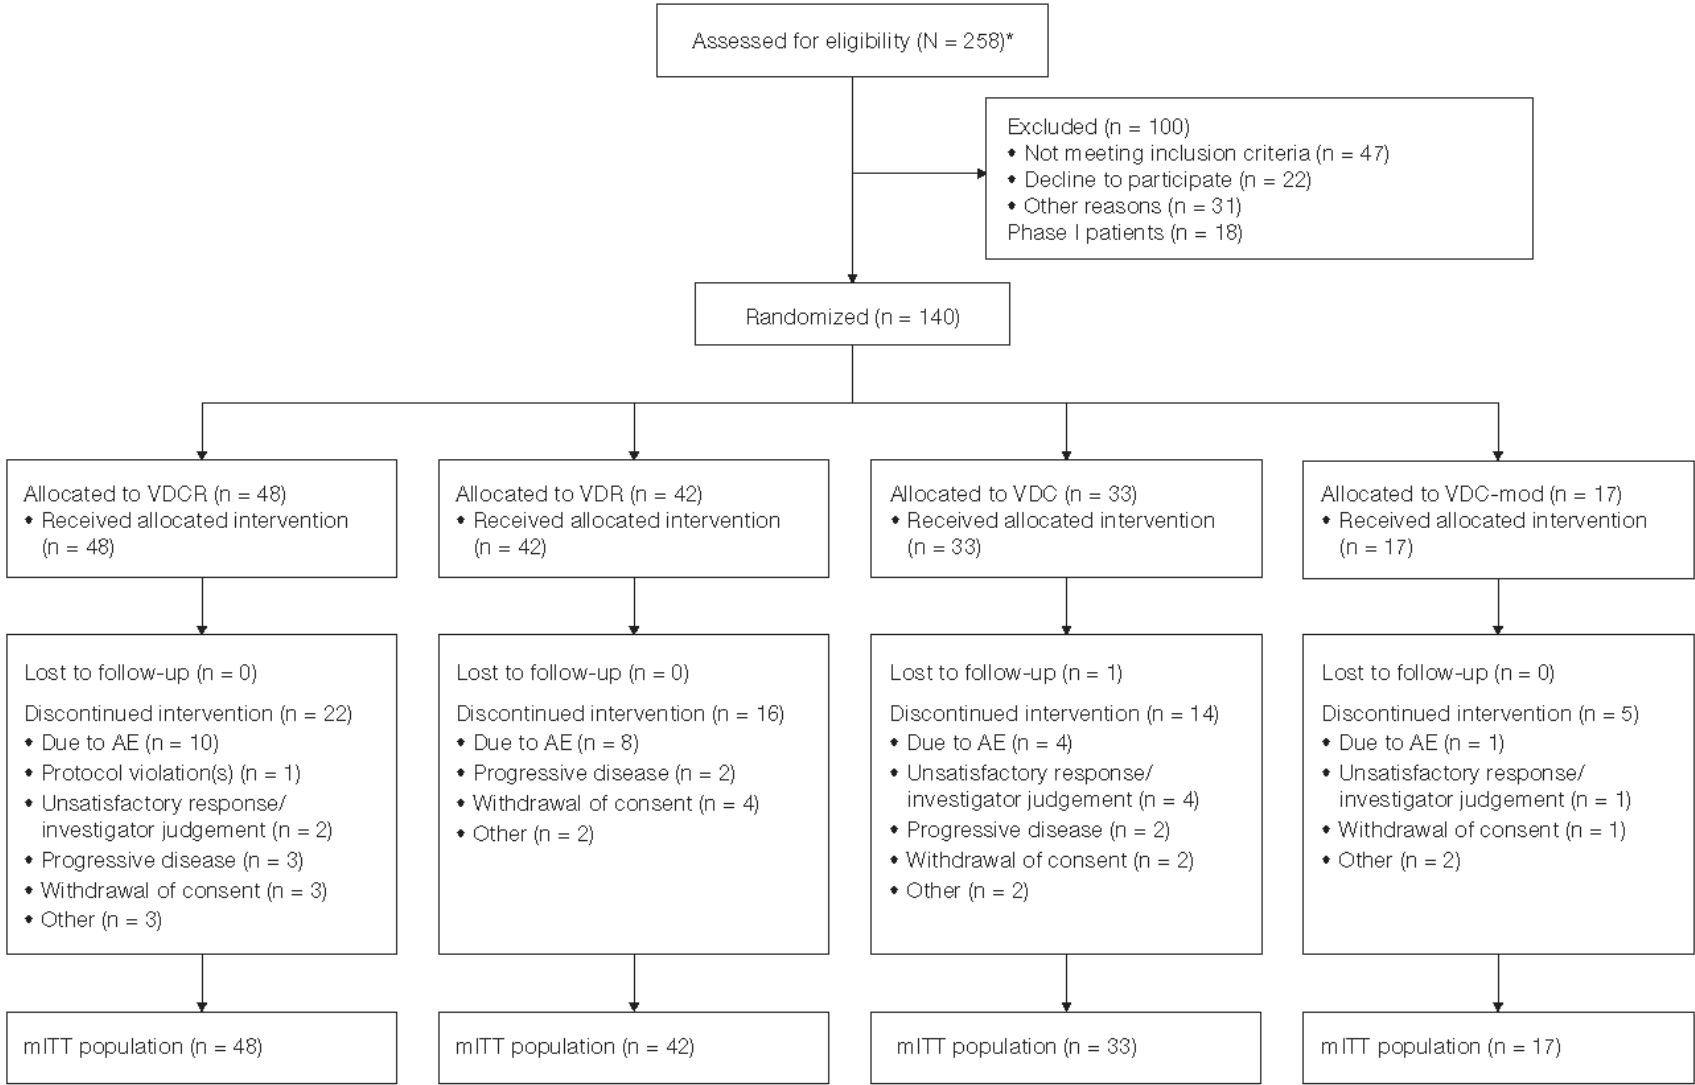 Assessed for eligibility (N = 258)*
Excluded (n = 100)
• Not meeting inclusion criteria (n = 47)
• Decline to participate (n = 22)
• Other reasons (n = 31)
Phase I patients (n = 18)
Randomized (n = 140)
Allocated to VDCR (n = 48)
• Received allocated intervention
(n = 48)
Allocated to VDR (n = 42)
• Received allocated intervention
(n = 42)
Allocated to VDC (n = 33)
• Received allocated intervention
(n = 33)
Allocated to VDC-mod (n = 17)
• Received allocated intervention
(n = 17)
Lost to follow-up (n = 0)
Discontinued intervention (n = 22)
• Due to AE (n = 10)
• Protocol violation(s) (n = 1)
• Unsatisfactory response/
investigator judgement (n = 2)
• Progressive disease (n = 3)
• Withdrawal of consent (n = 3)
• Other (n = 3)
Lost to follow-up (n = 0)
Discontinued intervention (n = 16)
• Due to AE (n = 8)
• Progressive disease (n = 2)
• Withdrawal of consent (n = 4)
• Other (n = 2)
Lost to follow-up (n = 1)
Discontinued intervention (n = 14)
• Due to AE (n = 4)
• Unsatisfactory response/
investigator judgement (n = 4)
• Progressive disease (n = 2)
• Withdrawal of consent (n = 2)
• Other (n = 2)
Lost to follow-up (n = 0)
Discontinued intervention (n = 5)
• Due to AE (n = 1)
• Unsatisfactory response/
investigator judgement (n = 1)
• Withdrawal of consent (n = 1)
• Other (n = 2)
mITT population (n = 48)
mITT population (n = 42)
mITT population (n = 33)
mITT population (n = 17)